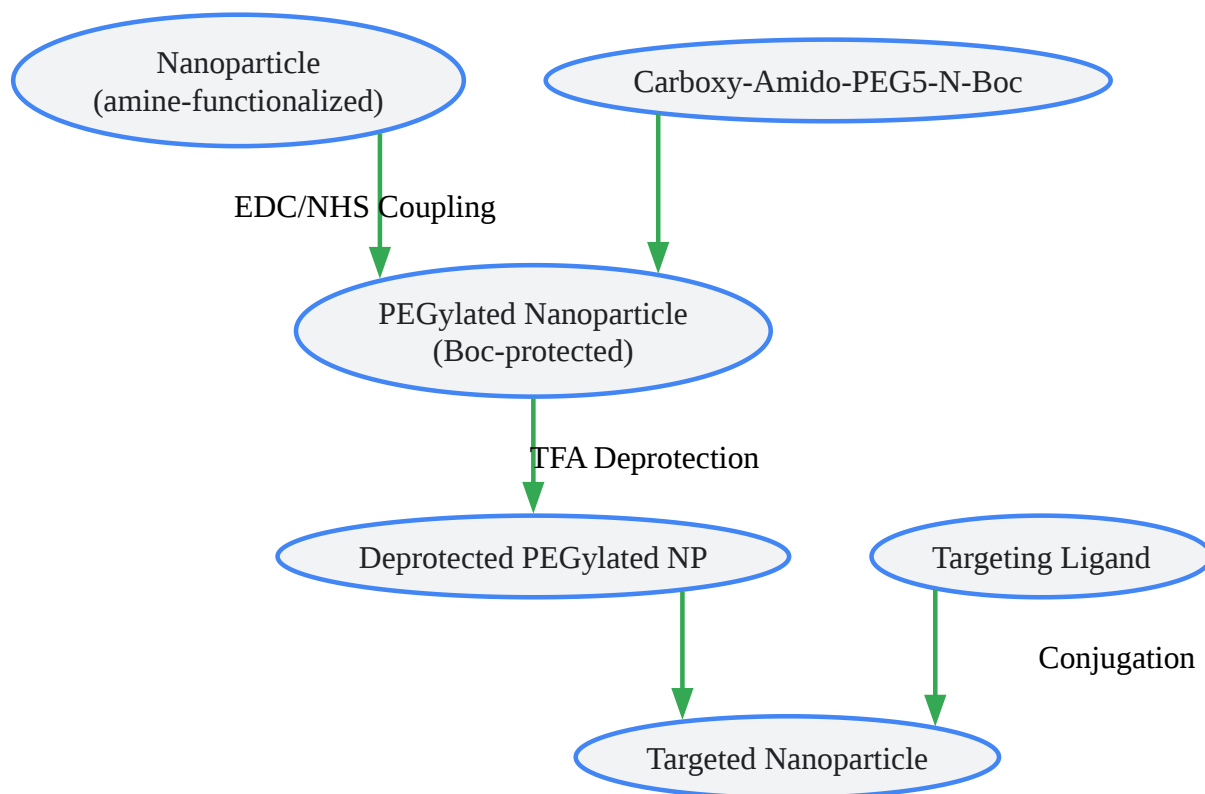 Nanoparticle
(amine-functionalized)
Carboxy-Amido-PEG5-N-Boc
EDC/NHS Coupling
PEGylated Nanoparticle
(Boc-protected)
TFA Deprotection
Deprotected PEGylated NP
Targeting Ligand
Conjugation
Targeted Nanoparticle